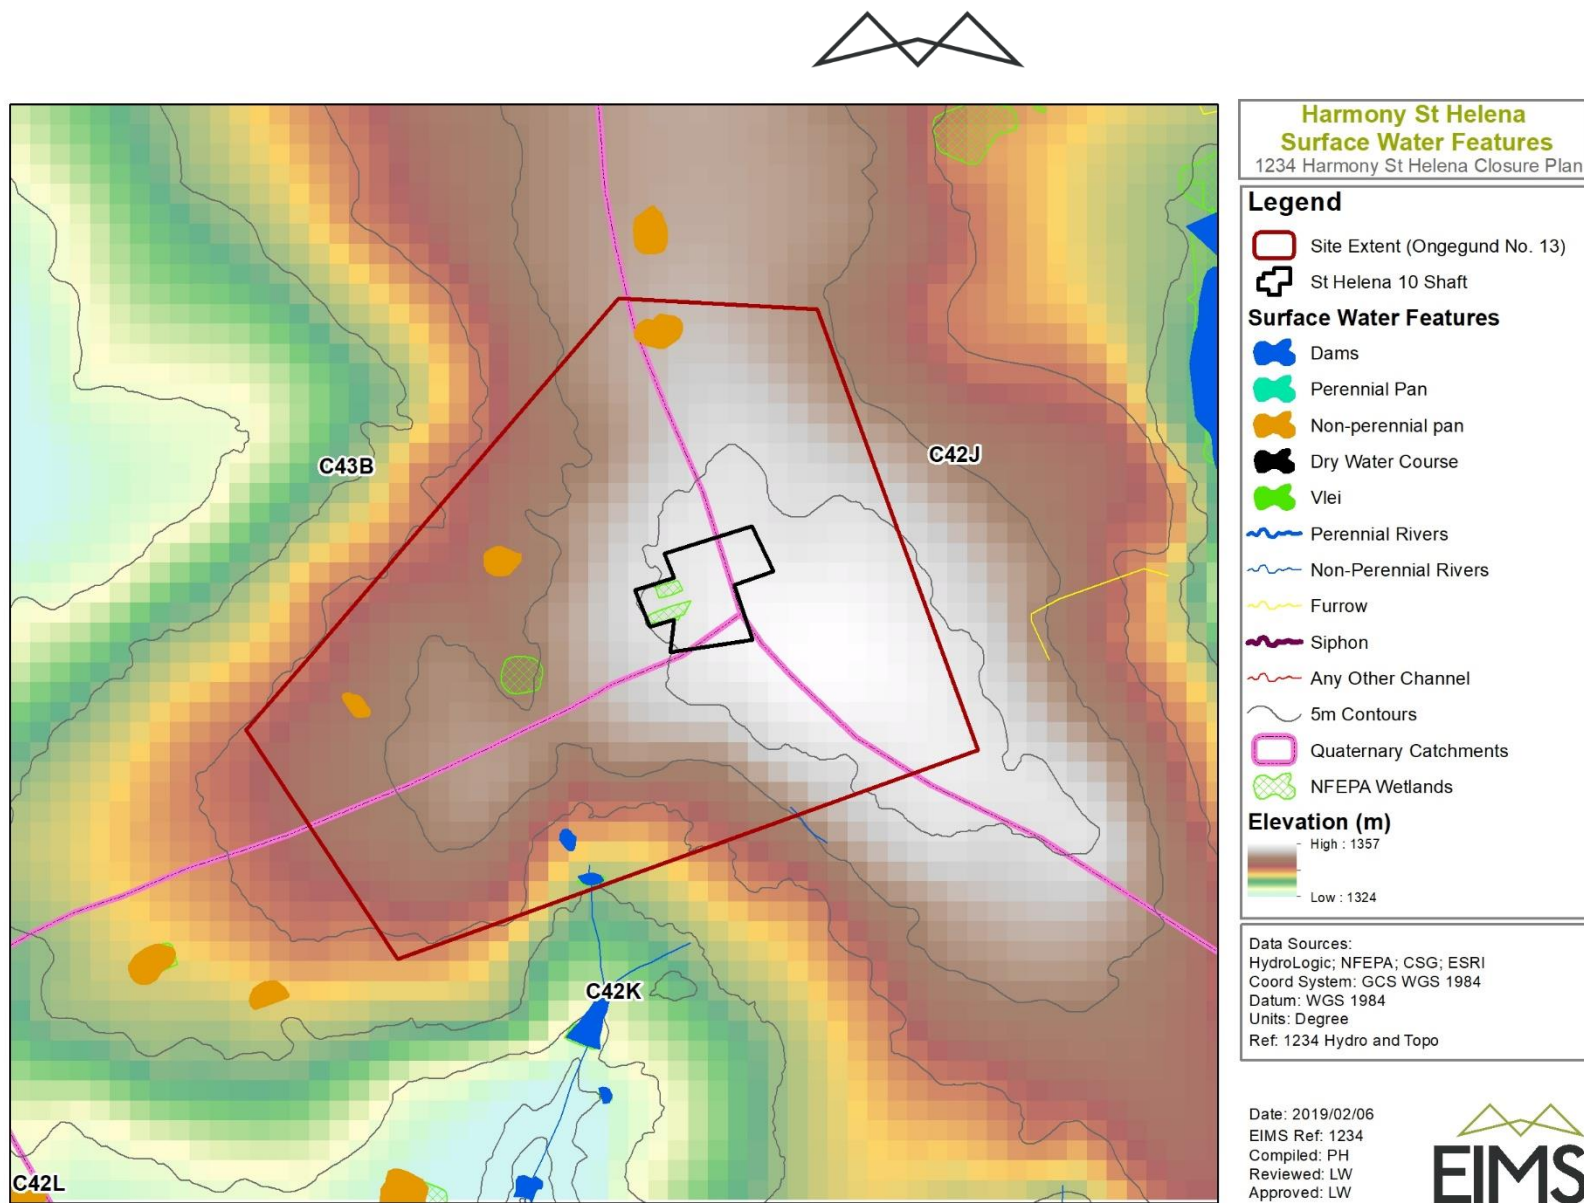 Harmony St Helena
Surface Water Features
1234 Harmony St Helena Closure Plan
Legend
Site Extent (Ongegund No. 13)
St Helena 10 Shaft
Surface Water Features
Dams
Perennial Pan
Non-perennial pan
Dry Water Course
Vlei
Perennial Rivers
Non-Perennial Rivers
Furrow
Siphon
Any Other Channel
5m Contours
Quaternary Catchments
NFEPA Wetlands
Elevation (m)
High : 1357
Low : 1324
Data Sources:
HydroLogic; NFEPA; CSG; ESRI
Coord System: GCS WGS 1984
Datum: WGS 1984
Units: Degree
Ref: 1234 Hydro and Topo
Date: 2019/02/06
EIMS Ref: 1234
Compiled: PH
Reviewed: LW
Approved: LW
EIMS
C43B
C42J
C42K
C42L